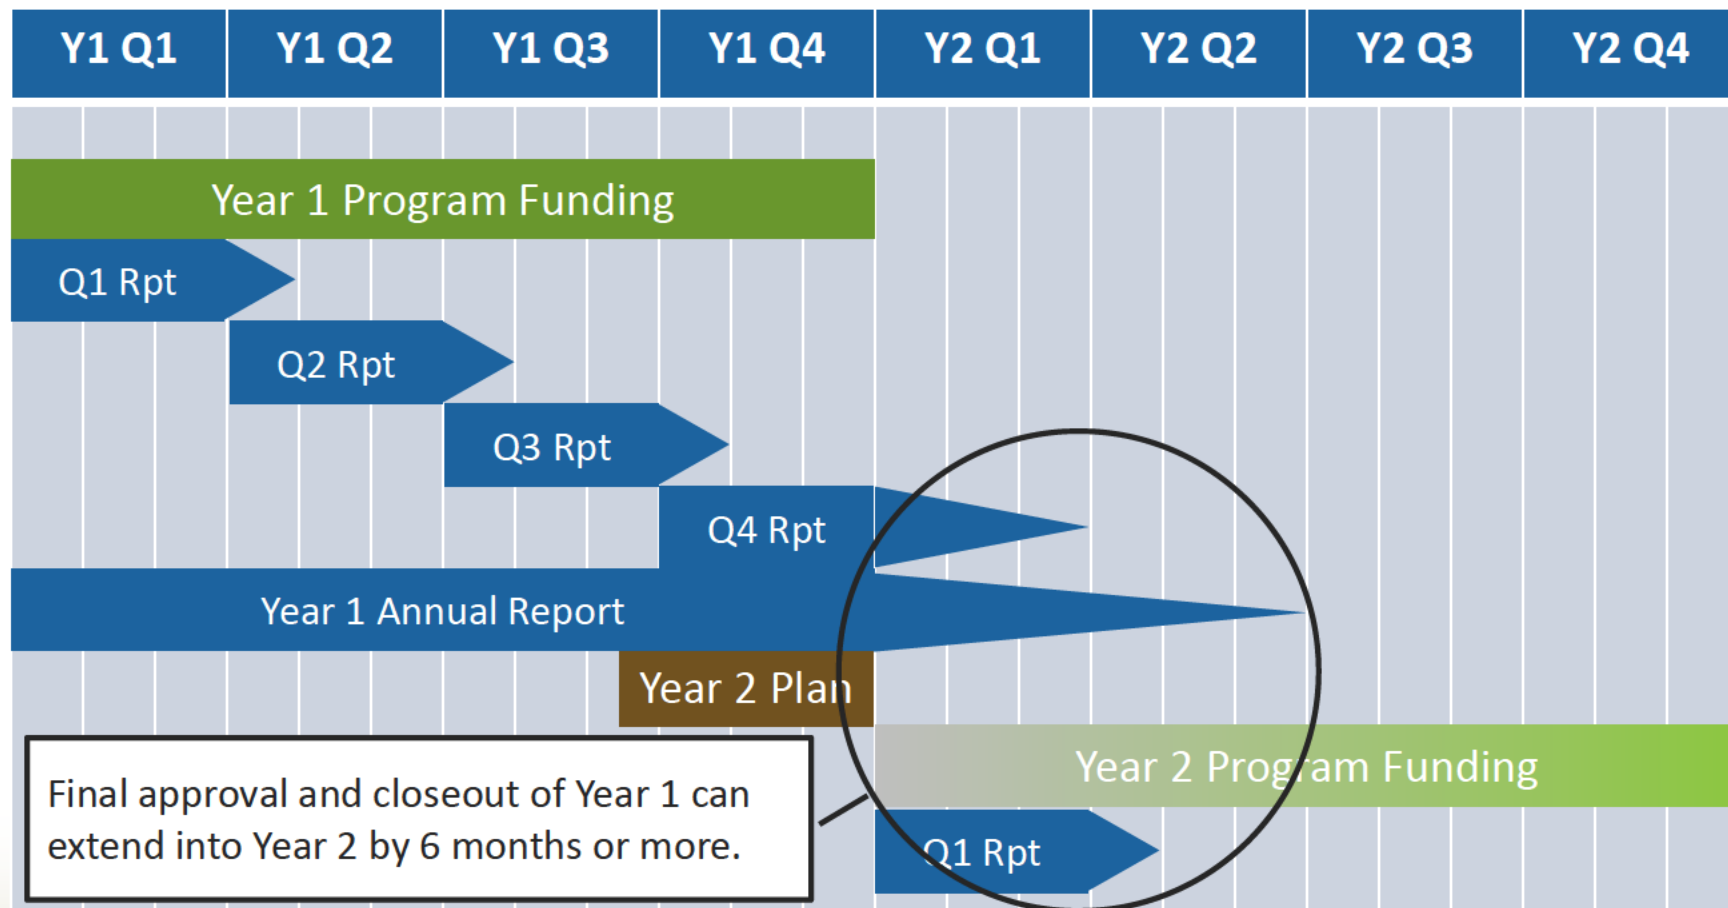 Y1 Q1 Y1 Q2 Y1 Q3 Y1 Q4 Y2 Q1 Y2 Q2 Y2 Q3 Y2 Q4
Year 1 Program Funding
Q1 Rpt
Q2 Rpt
Q3 Rpt
Q4 Rpt
Year 1 Annual Report
Year 2 Plan
Year 2 Program Funding
Final approval and closeout of Year 1 can
extend into Year 2 by 6 months or more.
Q1 Rpt